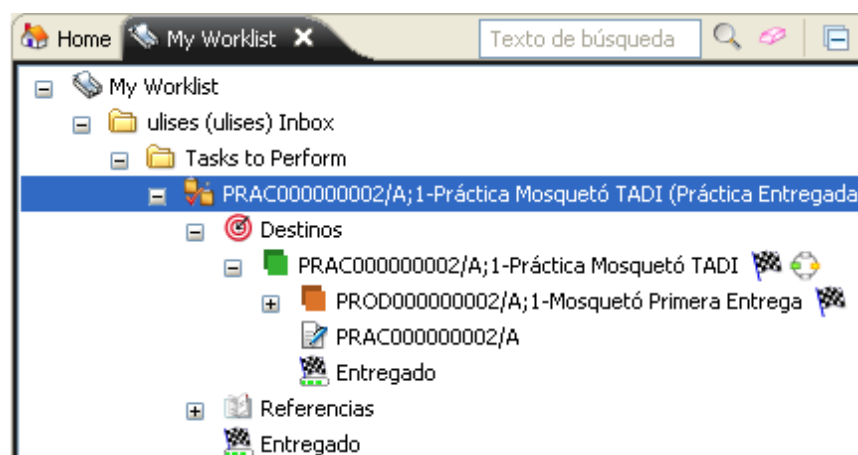 Home My Worklist Texto de búsqueda
My Worklist
ulises (ulises) Inbox
Tasks to Perform
PRAC000000002/A;1-Práctica Mosquetó TADI (Práctica Entregada
Destinos
PRAC000000002/A;1-Práctica Mosquetó TADI
PROD000000002/A;1-Mosquetó Primera Entrega
PRAC000000002/A
Entregado
Referencias
Entregado